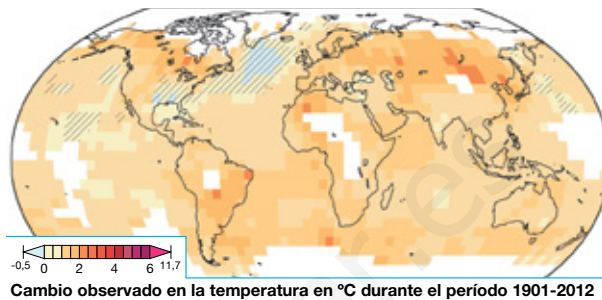 -0,5 0 2 4 6 11,7
Cambio observado en la temperatura en ºC durante el período 1901-2012